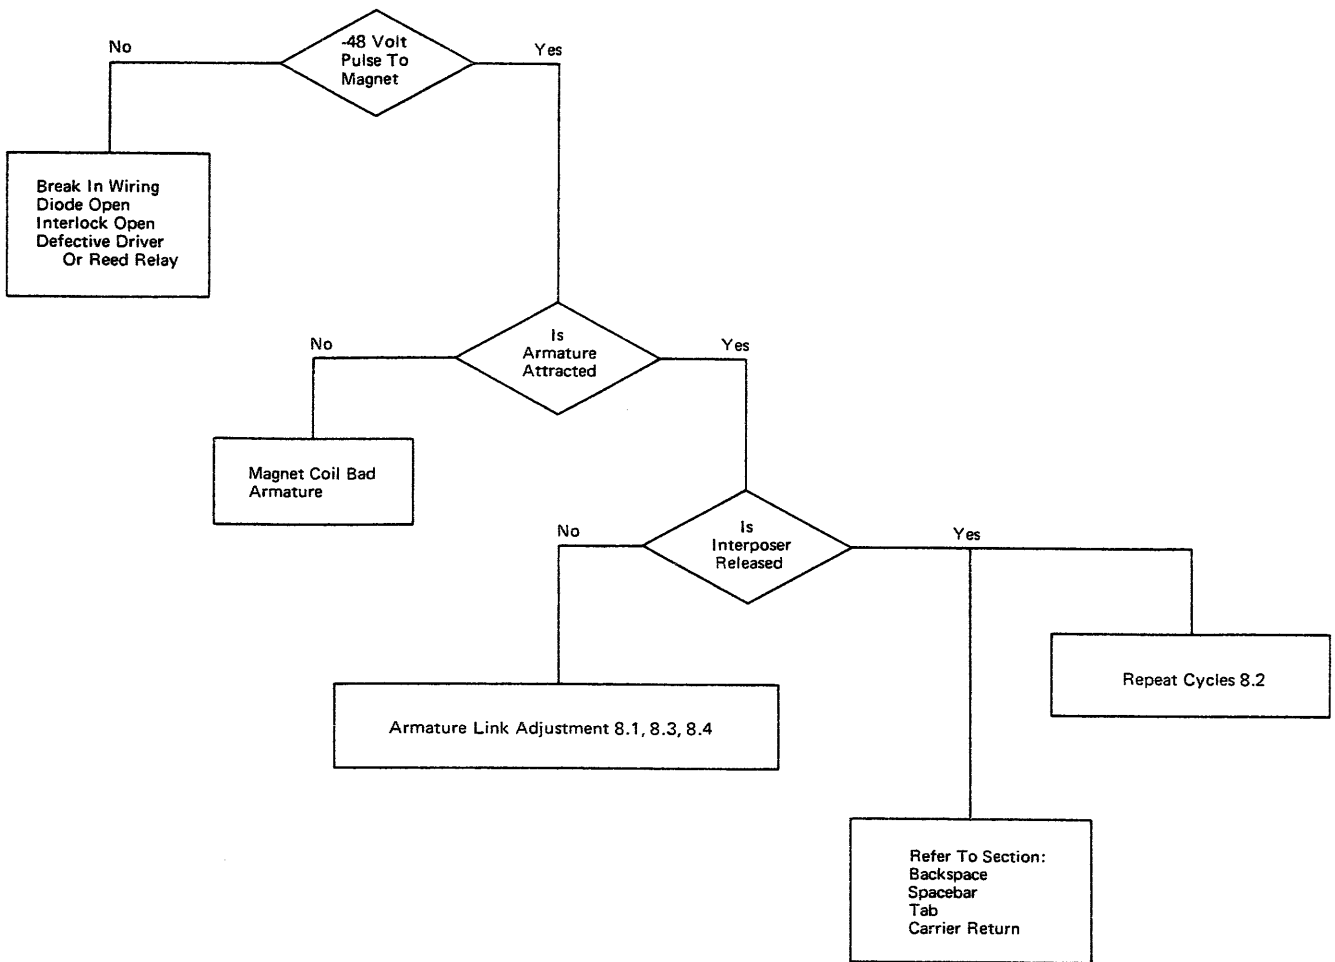 No
-48 Volt
Pulse To
Magnet
Yes
Break In Wiring
Diode Open
Interlock Open
Defective Driver
Or Reed Relay
No
Is
Armature
Attracted
Yes
Magnet Coil Bad
Armature
No
Is
Interposer
Released
Yes
Armature Link Adjustment 8.1, 8.3, 8.4
Repeat Cycles 8.2
Refer To Section:
Backspace
Spacebar
Tab
Carrier Return